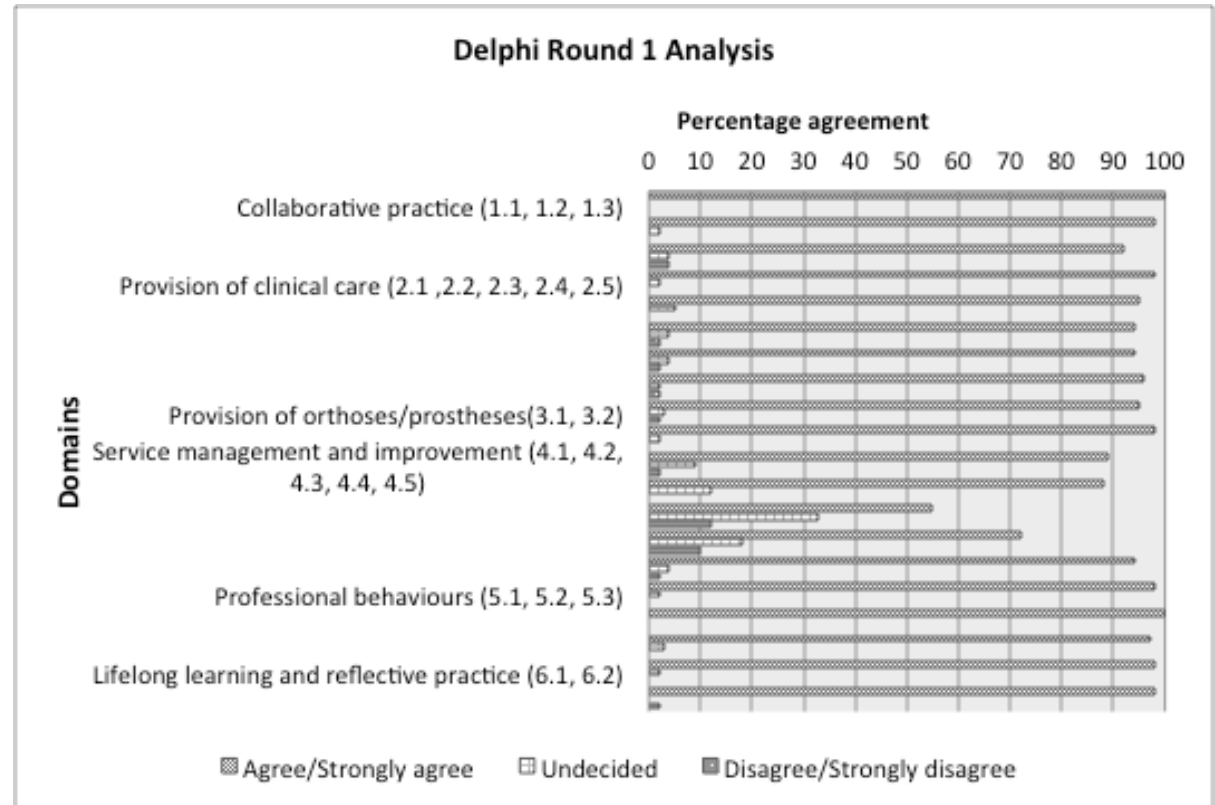 Delphi Round 1 Analysis
Percentage agreement
0 10 20 30 40 50 60 70 80 90 100
Domains
Collaborative practice (1.1, 1.2, 1.3)
Provision of clinical care (2.1 ,2.2, 2.3, 2.4, 2.5)
Provision of orthoses/prostheses(3.1, 3.2)
Service management and improvement (4.1, 4.2,
4.3, 4.4, 4.5)
Professional behaviours (5.1, 5.2, 5.3)
Lifelong learning and reflective practice (6.1, 6.2)
Agree/Strongly agree Undecided Disagree/Strongly disagree